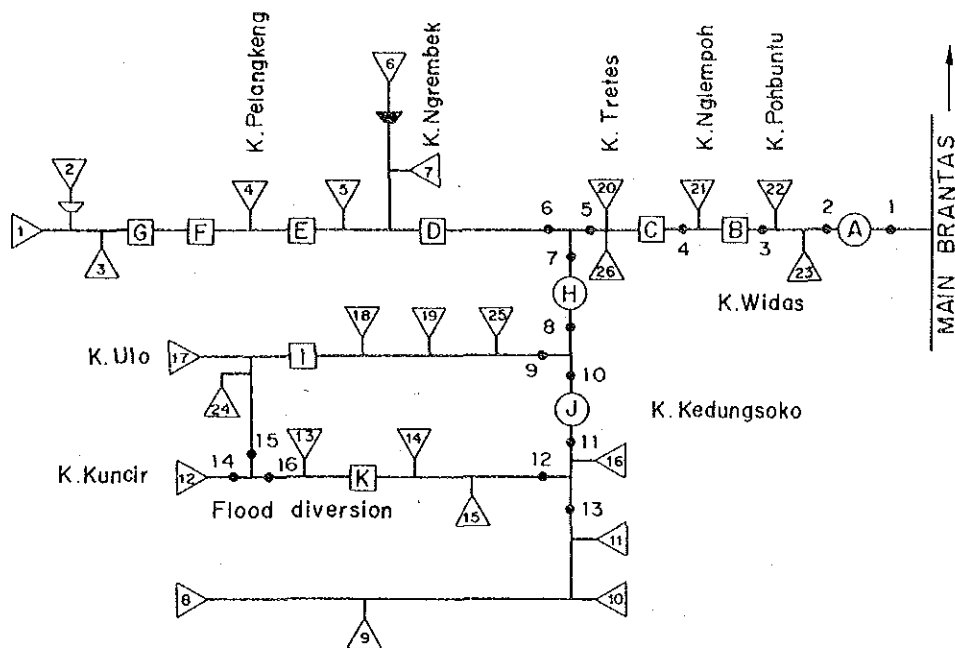 K. Pelangkeng
K. Ngrembek
K. Tretes
K. Nglempoh
K. Pohbuntu
MAIN BRANTAS
6
2
4
5
7
20
21
22
1
G
F
E
D
6
5
C
4
B
3
2
A
1
3
7
26
23
H
K. Widas
18
19
25
8
K. Ulo
17
I
9
10
24
J
K. Kedungsoko
15
13
14
11
K. Kuncir
12
14
16
K
12
16
Flood diversion
15
13
11
8
9
10